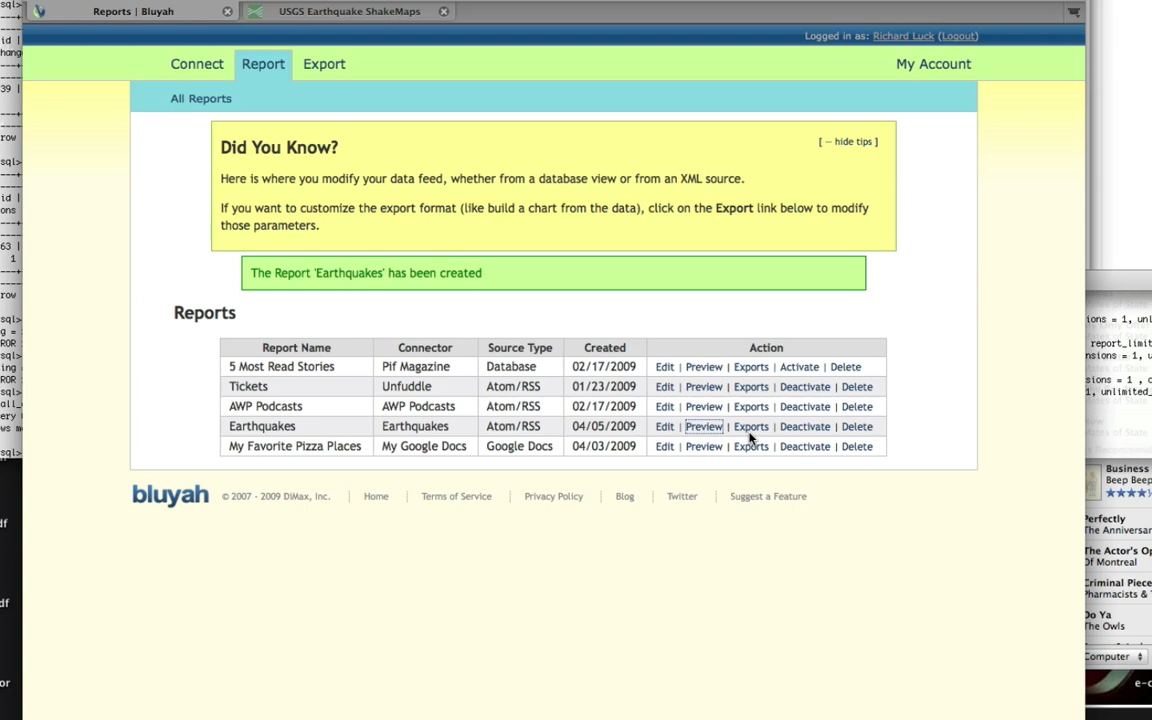 Reports | Bluyah
USGS Earthquake ShakeMaps
Logged in as: Richard Luck (Logout)
Connect
Report
Export
My Account
All Reports
Did You Know?
[ – hide tips ]
Here is where you modify your data feed, whether from a database view or from an XML source.
If you want to customize the export format (like build a chart from the data), click on the Export link below to modify
those parameters.
The Report 'Earthquakes' has been created
Reports
Report Name Connector Source Type Created Action
5 Most Read Stories Pif Magazine Database 02/17/2009 Edit | Preview | Exports | Activate | Delete
Tickets Unfuddle Atom/RSS 01/23/2009 Edit | Preview | Exports | Deactivate | Delete
AWP Podcasts AWP Podcasts Atom/RSS 02/17/2009 Edit | Preview | Exports | Deactivate | Delete
Earthquakes Earthquakes Atom/RSS 04/05/2009 Edit | Preview | Exports | Deactivate | Delete
My Favorite Pizza Places My Google Docs Google Docs 04/03/2009 Edit | Preview | Exports | Deactivate | Delete
bluyah © 2007 - 2009 DiMax, Inc. | Home | Terms of Service | Privacy Policy | Blog | Twitter | Suggest a Feature
Business
Beep Beep
Perfectly
The Anniversar
The Actor's Op
Of Montreal
Criminal Piece
Pharmacists &
Do Ya
The Owls
Computer